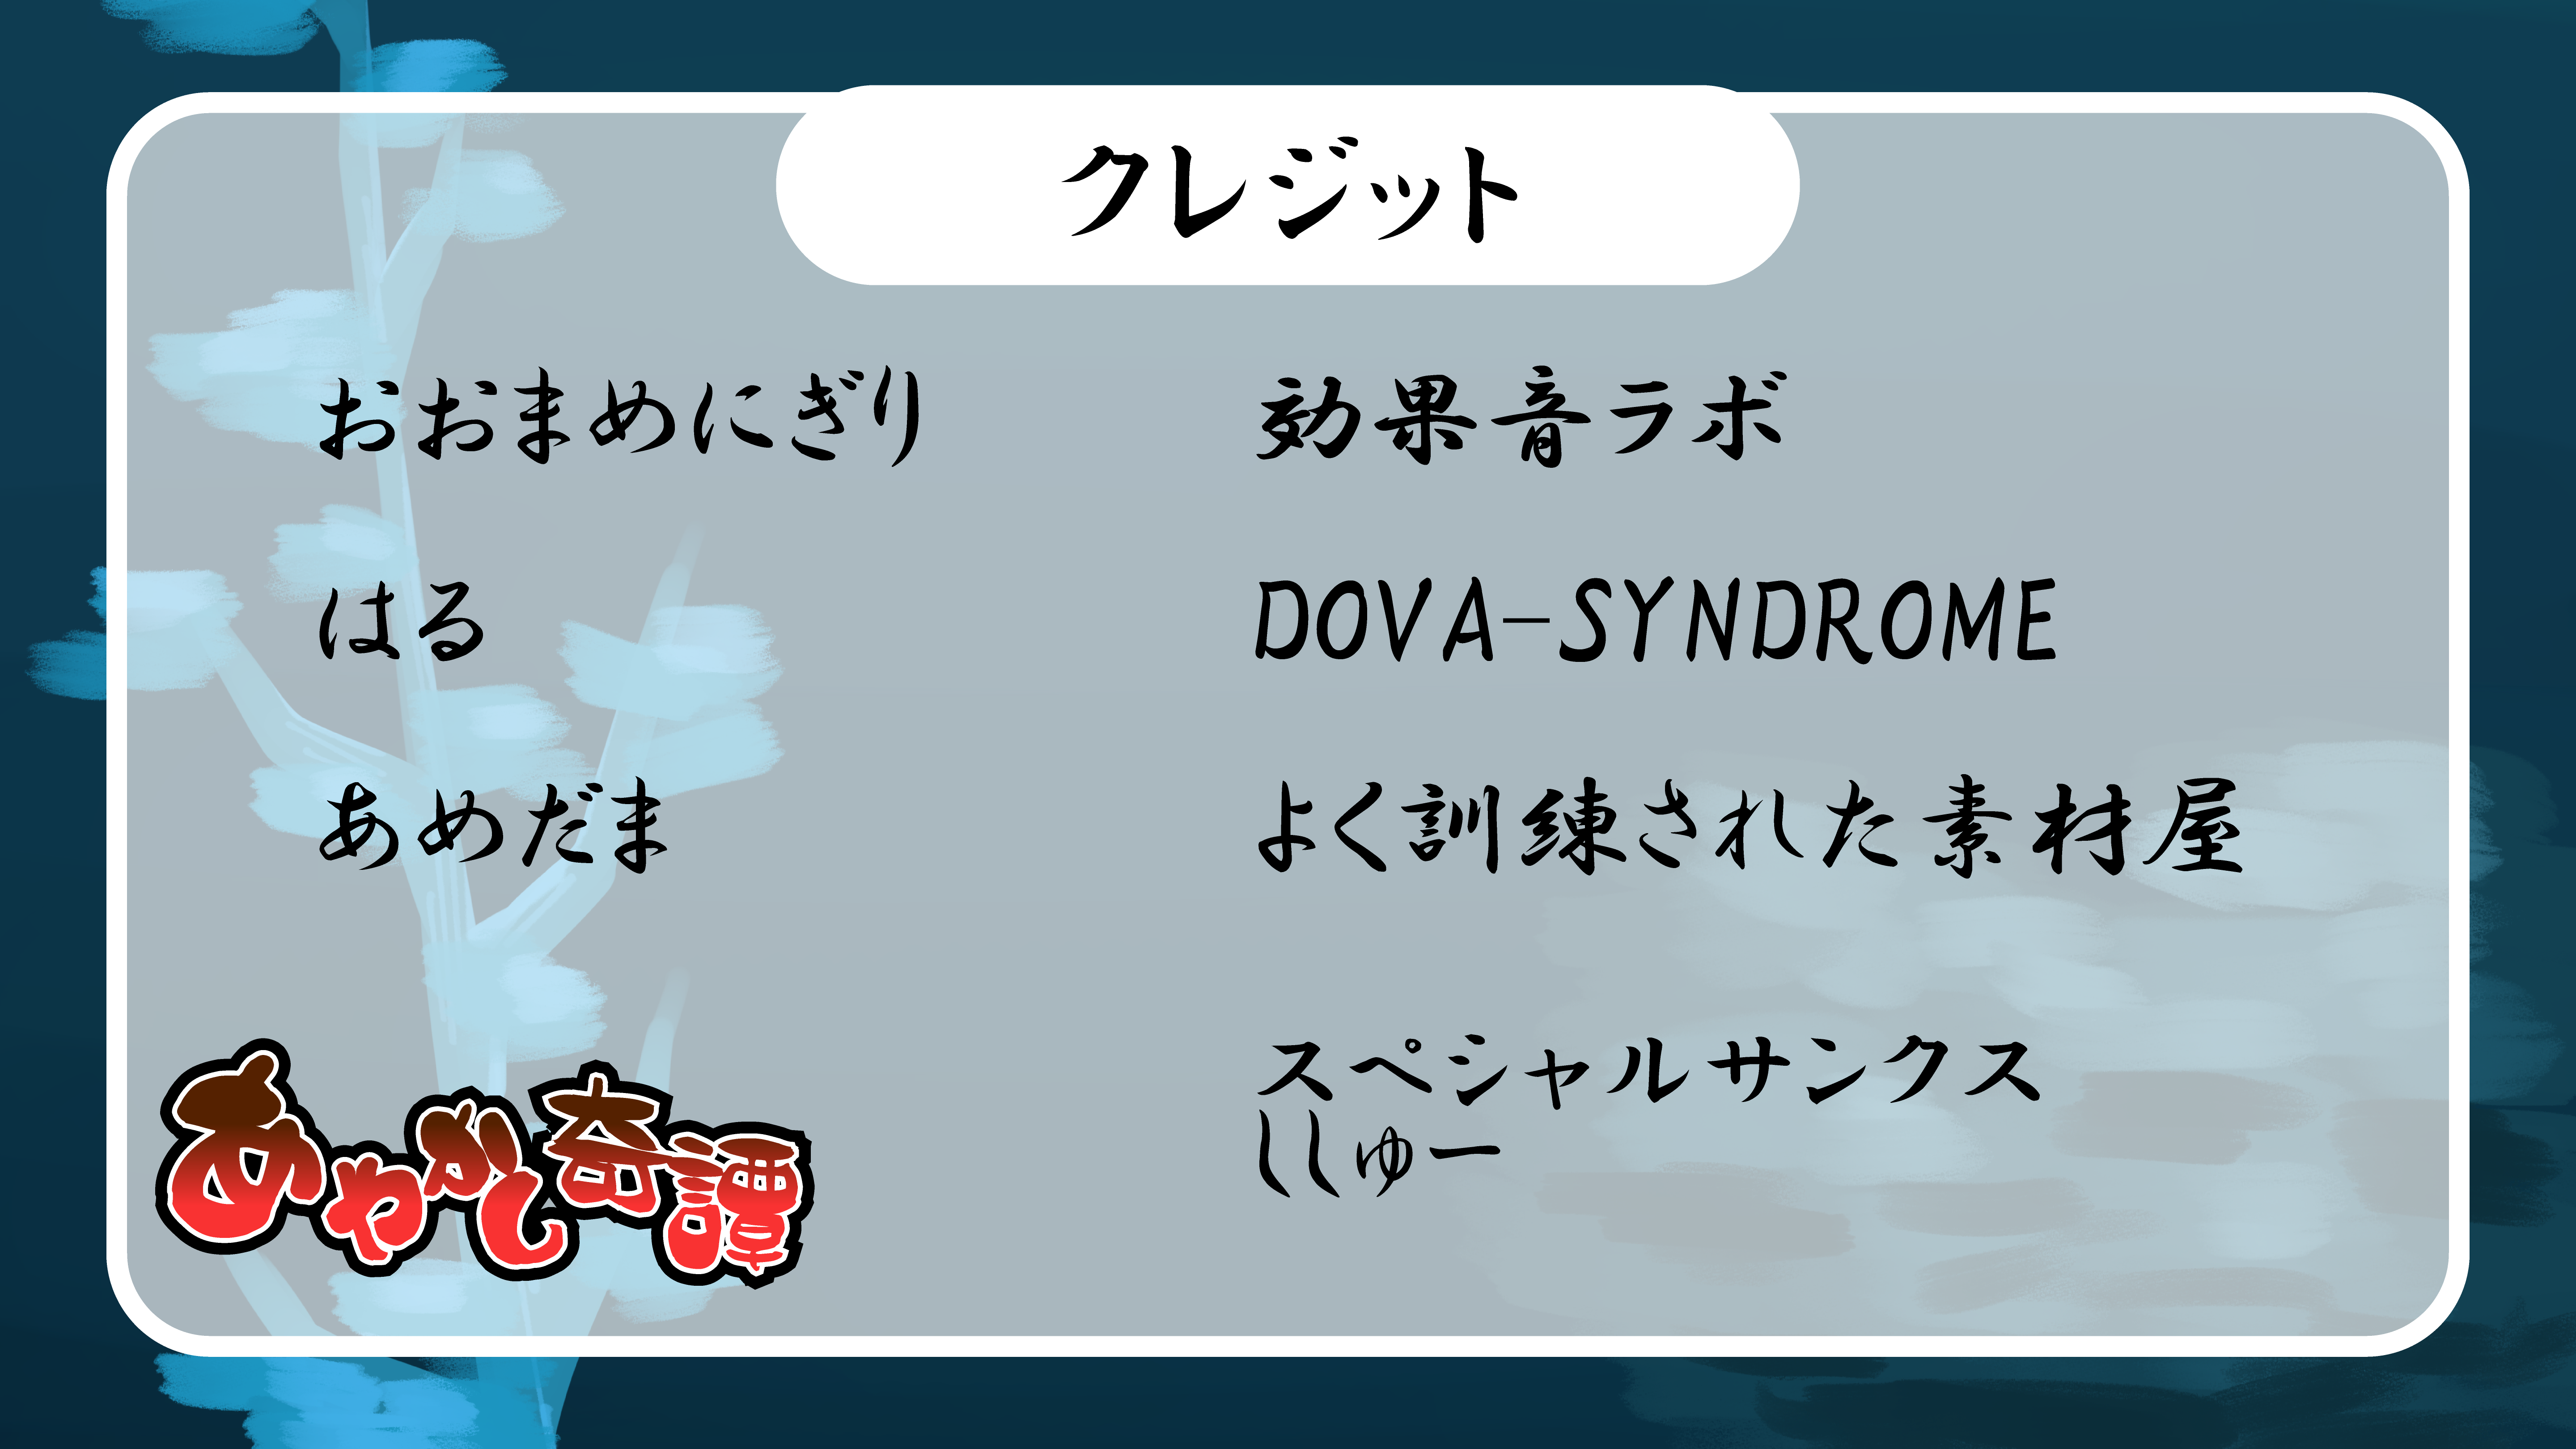 クレジット
おおまめにぎり
はる
あめだま
効果音ラボ
DOVA-SYNDROME
よく訓練された素材屋
スペシャルサンクス
ししゅー
あやかし奇譚